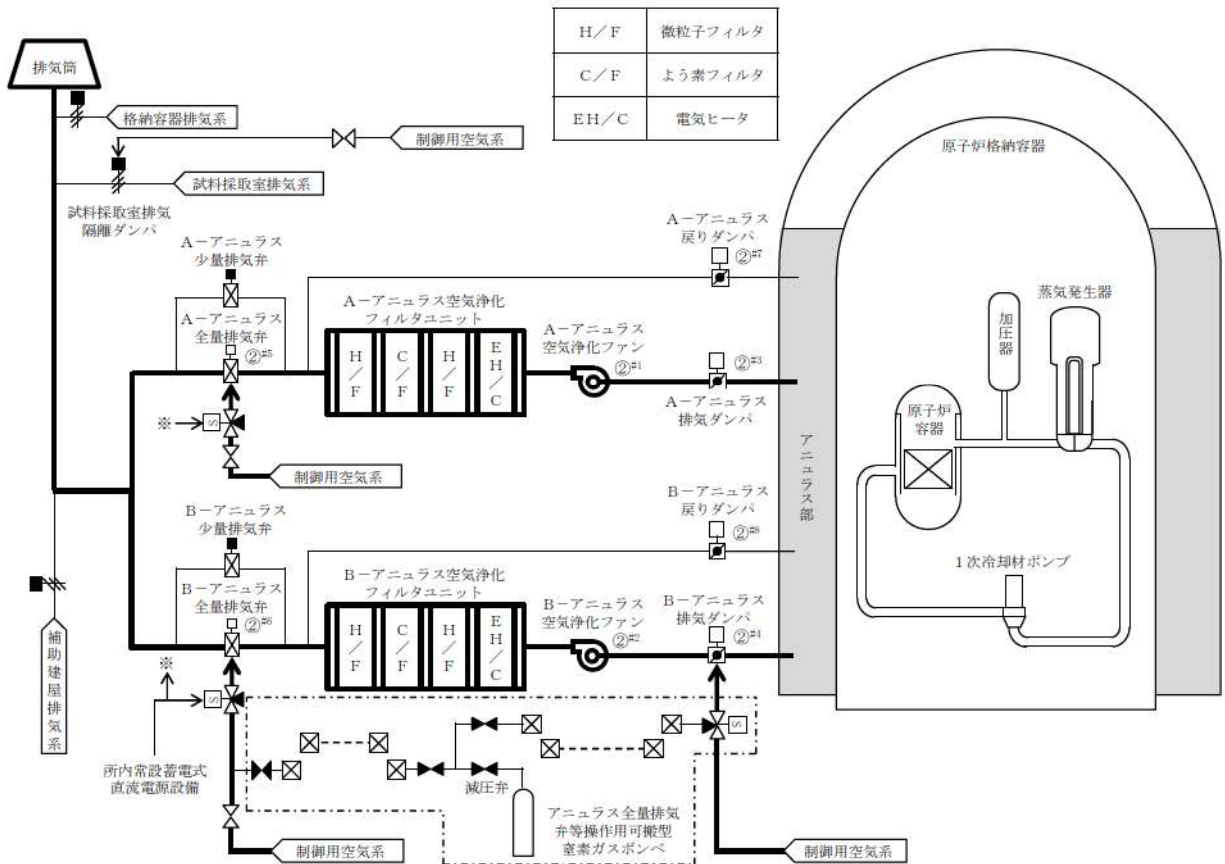 H／F 微粒子フィルタ
C／F よう素フィルタ
EH／C 電気ヒータ
排気筒
格納容器排気系
制御用空気系
試料採取室排気系
試料採取室排気
隔離ダンパ
原子炉格納容器
A－アニュラス
戻りダンパ
②#7
A－アニュラス
少量排気弁
A－アニュラス
全量排気弁
②#5
A－アニュラス空気浄化
フィルタユニット
H／F
C／F
H／F
EH／C
A－アニュラス
空気浄化ファン
②#1
②#3
A－アニュラス
排気ダンパ
※
S
制御用空気系
蒸気発生器
加圧器
原子炉
容器
アニュラス部
1次冷却材ポンプ
B－アニュラス
戻りダンパ
②#8
B－アニュラス
少量排気弁
B－アニュラス
全量排気弁
②#6
B－アニュラス空気浄化
フィルタユニット
H／F
C／F
H／F
EH／C
B－アニュラス
空気浄化ファン
②#2
B－アニュラス
排気ダンパ
②#4
補助建屋排気系
※
S
S
所内常設蓄電式
直流電源設備
減圧弁
アニュラス全量排気
弁等操作用可搬型
窒素ガスボンベ
制御用空気系
制御用空気系